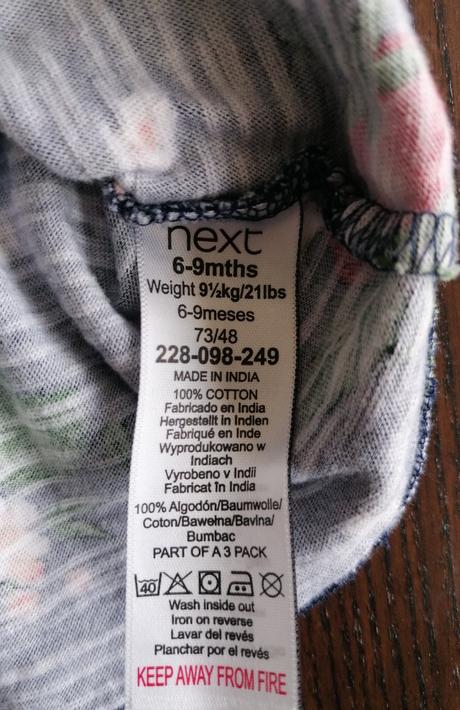 next
6-9mths
Weight 9½kg/21lbs
6-9meses
73/48
228-098-249
MADE IN INDIA
100% COTTON
Fabricado en India
Hergestellt in Indien
Fabriqué en Inde
Wyprodukowano w
Indiach
Vyrobeno v Indii
Fabricat în India
100% Algodón/Baumwolle/
Coton/Bawełna/Bavlna/
Bumbac
PART OF A 3 PACK
40
Wash inside out
Iron on reverse
Lavar del revés
Planchar por el revés
KEEP AWAY FROM FIRE